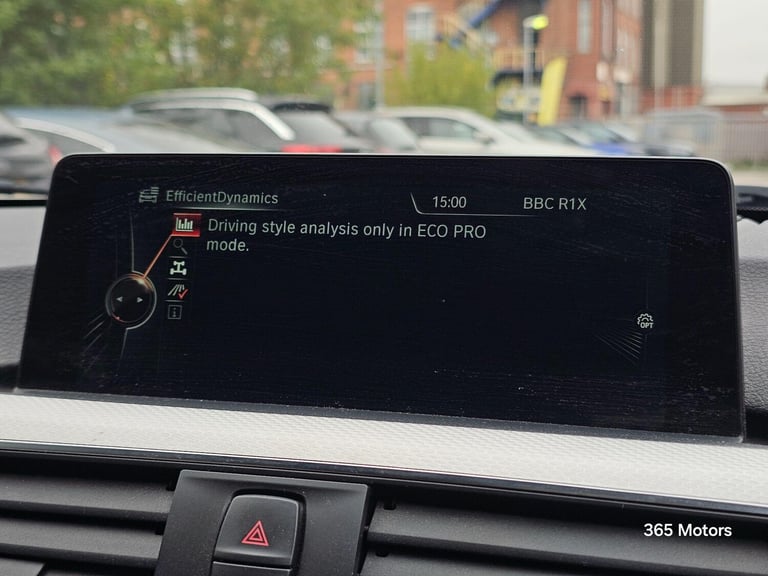 EfficientDynamics
15:00
BBC R1X
Driving style analysis only in ECO PRO
mode.
OPT
365 Motors